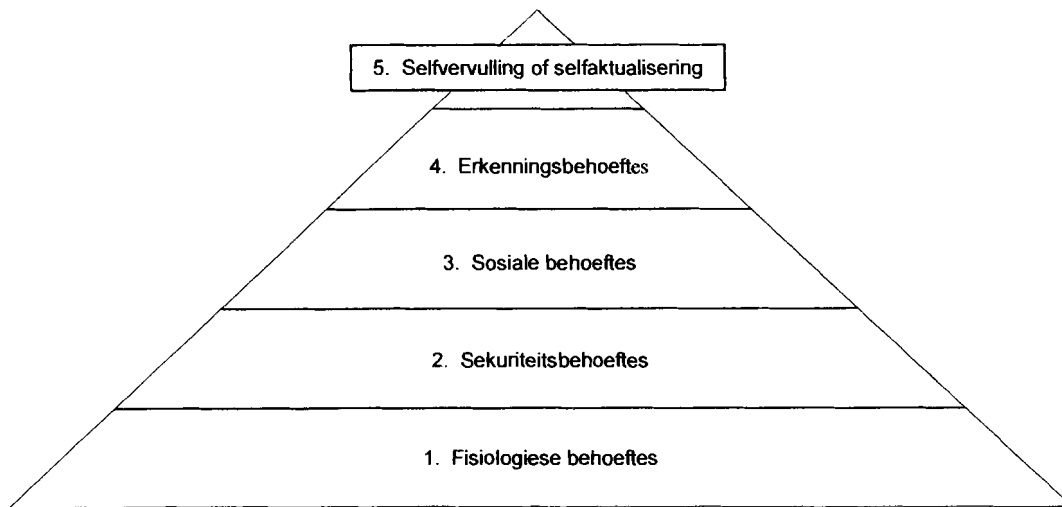 5. Selfvervulling of selfaktualisering
4. Erkenningsbehoeftes
3. Sosiale behoeftes
2. Sekuriteitsbehoeftes
1. Fisiologiese behoeftes